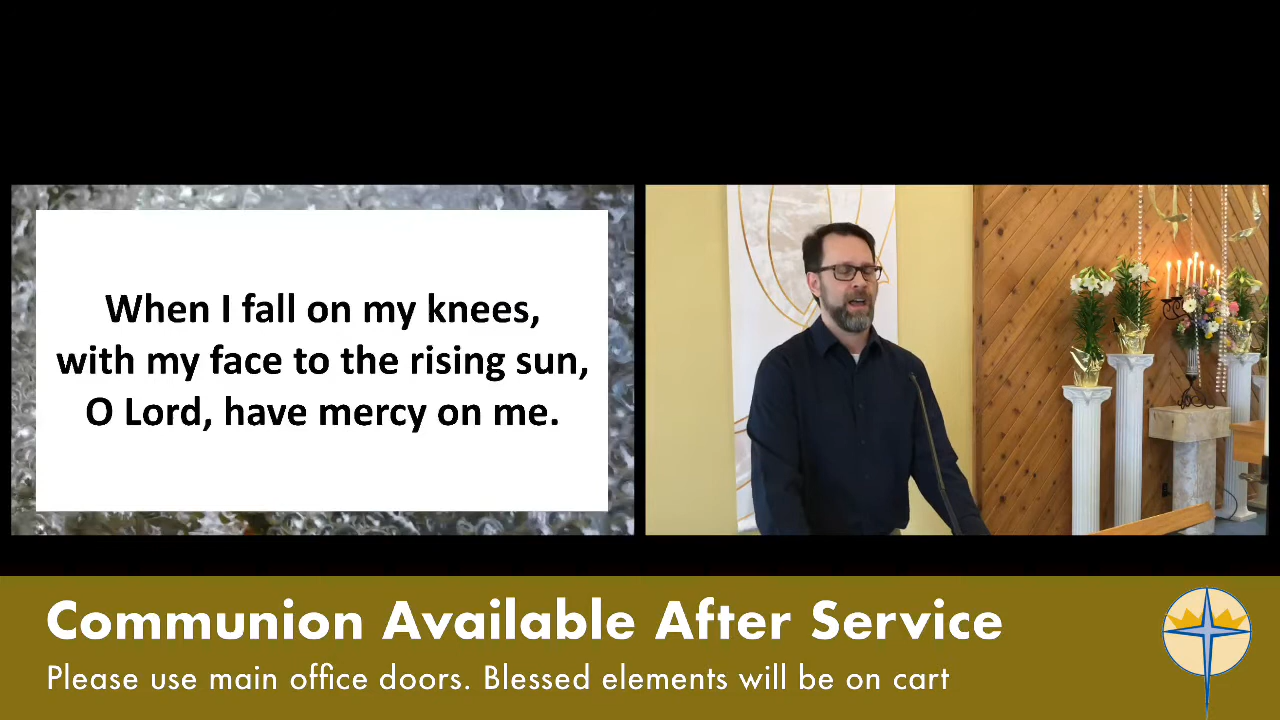 When I fall on my knees,
with my face to the rising sun,
O Lord, have mercy on me.
Communion Available After Service
Please use main office doors. Blessed elements will be on cart